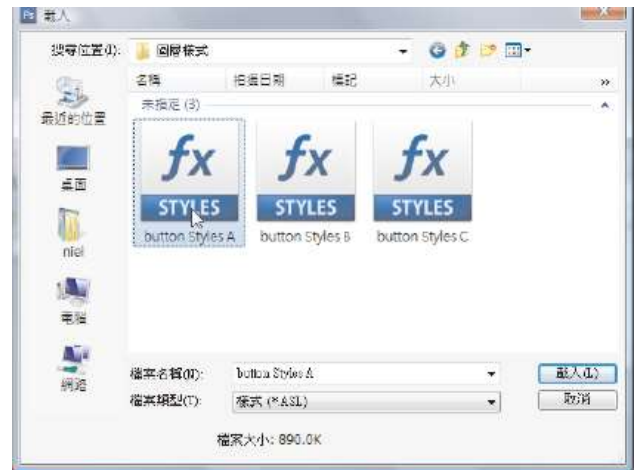 載入
搜尋位置(I):
圖層樣式
名稱 拍攝日期 標記 大小 »
未指定 (3)
最近的位置
桌面
niel
電腦
網路
fx
STYLES
button Styles A
fx
STYLES
button Styles B
fx
STYLES
button Styles C
檔案名稱(N): button Styles A 載入(L)
檔案類型(T): 樣式 (*.ASL) 取消
檔案大小: 890.0K